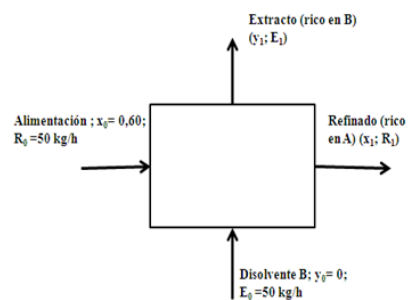 Extracto (rico en B)
(y₁; E₁)
Alimentación ; x₀= 0,60;
R₀ =50 kg/h
Refinado (rico
en A) (x₁; R₁)
Disolvente B; y₀= 0;
E₀=50 kg/h